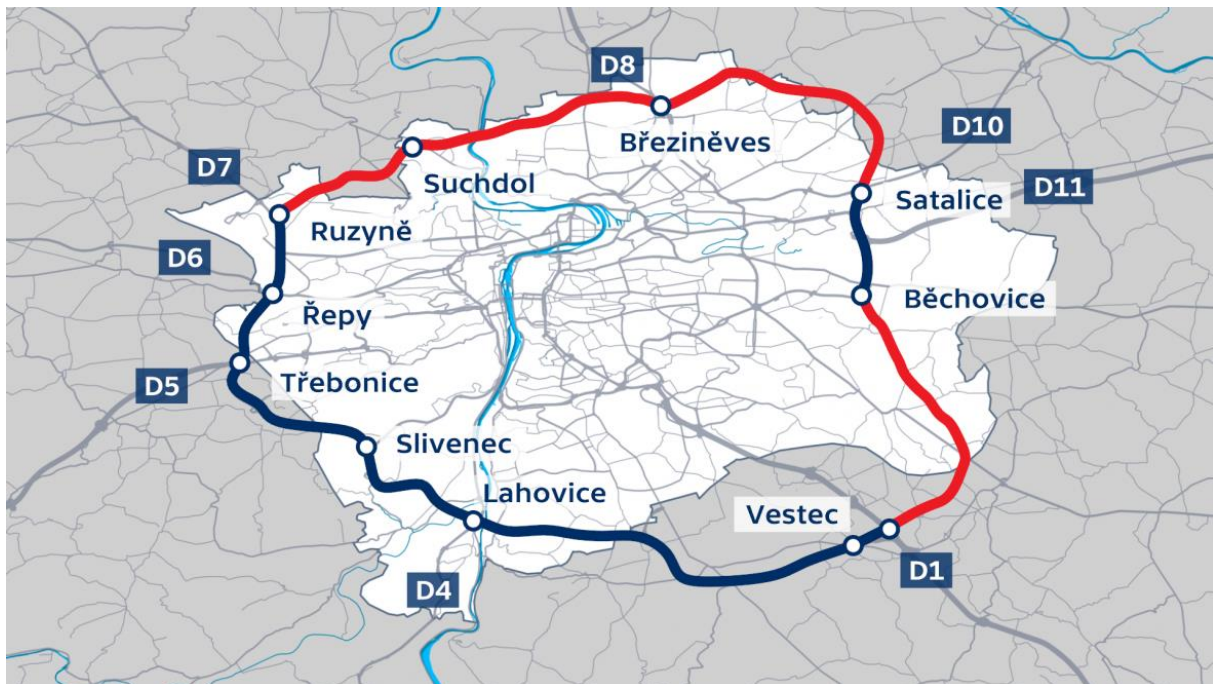 D8
Březiněves
D10
D7
Suchdol
D11
Satalice
Ruzyně
D6
Běchovice
Řepy
D5
Třebonice
Slivenec
Lahovice
Vestec
D1
D4